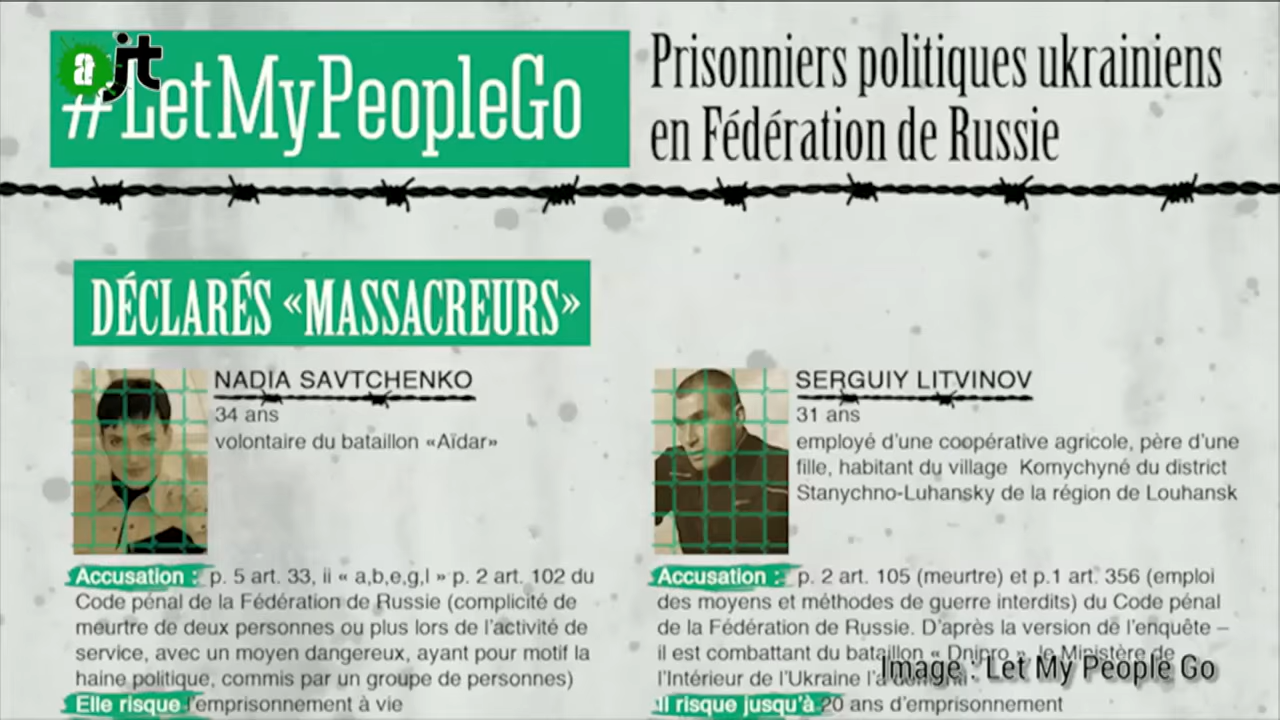 ajt
#LetMyPeopleGo
Prisonniers politiques ukrainiens
en Fédération de Russie
DÉCLARÉS «MASSACREURS»
NADIA SAVTCHENKO
34 ans
volontaire du bataillon «Aïdar»
Accusation : p. 5 art. 33, ii « a,b,e,g,l » p. 2 art. 102 du
Code pénal de la Fédération de Russie (complicité de
meurtre de deux personnes ou plus lors de l'activité de
service, avec un moyen dangereux, ayant pour motif la
haine politique, commis par un groupe de personnes)
Elle risque l'emprisonnement à vie
SERGUIY LITVINOV
31 ans
employé d'une coopérative agricole, père d'une
fille, habitant du village Komychyné du district
Stanychno-Luhansky de la région de Louhansk
Accusation : p. 2 art. 105 (meurtre) et p.1 art. 356 (emploi
des moyens et méthodes de guerre interdits) du Code pénal
de la Fédération de Russie. D'après la version de l'enquête –
il est combattant du bataillon « Dnipro », le Ministère de
l'Intérieur de l'Ukraine l'a
Il risque jusqu'à 20 ans d'emprisonnement
Image : Let My People Go